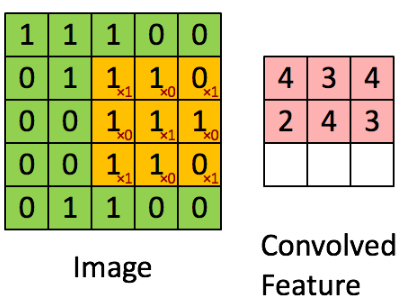 1 1 1 0 0
0 1 1×1 1×0 0×1
0 0 1×0 1×1 1×0
0 0 1×1 1×0 0×1
0 1 1 0 0
Image
4 3 4
2 4 3
Convolved
Feature